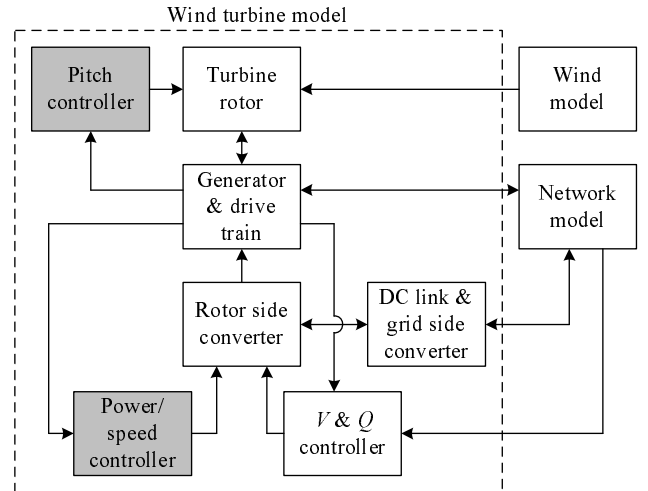 Wind turbine model
Pitch
controller
Turbine
rotor
Wind
model
Generator
& drive
train
Network
model
Rotor side
converter
DC link &
grid side
converter
Power/
speed
controller
V & Q
controller